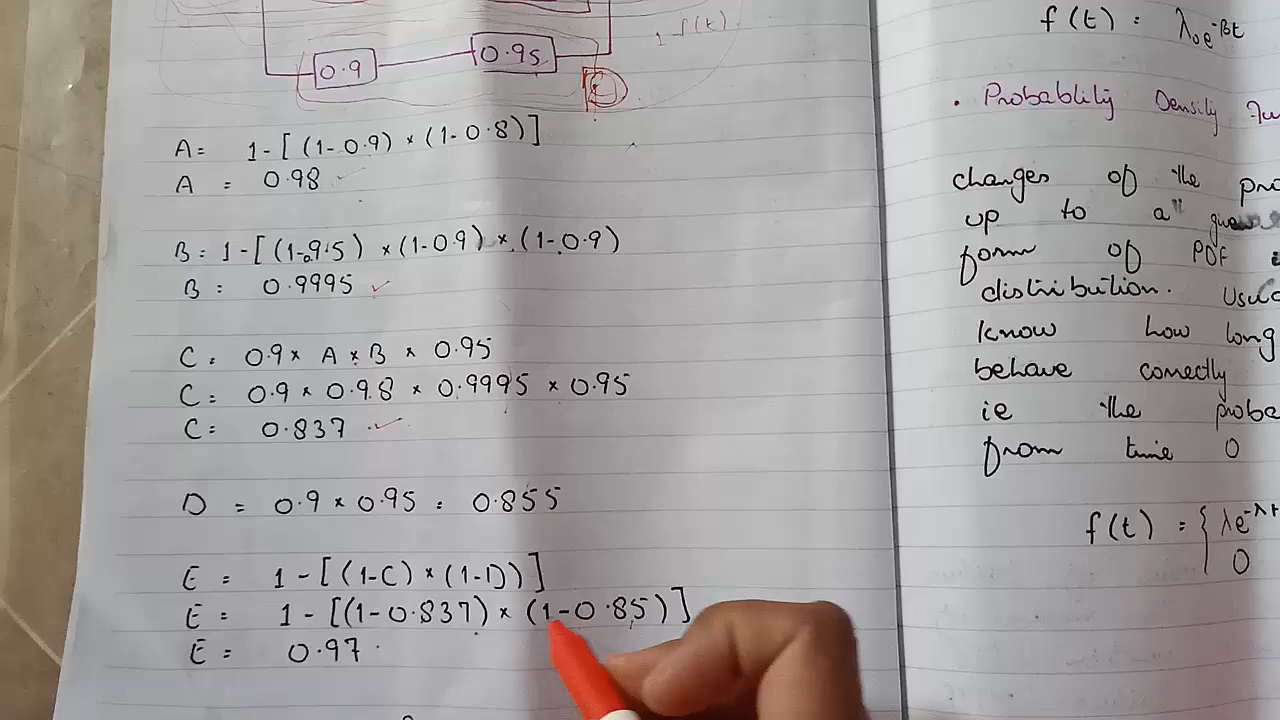 0.9
0.95
1-f(t)
E
A= 1-[(1-0.9) × (1-0.8)]
A = 0.98
B= 1-[(1-0.95) × (1-0.9) × (1-0.9)
B = 0.9995 ✓
C = 0.9 × A × B × 0.95
C = 0.9 × 0.98 × 0.9995 × 0.95
C = 0.837 ✓
D = 0.9 × 0.95 = 0.855
E = 1-[(1-C) × (1-D)]
E = 1-[(1-0.837) × (1-0.85)]
E = 0.97
f(t) = λ₀e^-βt
• Probablity Density
changes of the
up to a
form of PDF
distribution.
know how long
behave correctly
ie the
from time 0
f(t) = { λe^-λt
0